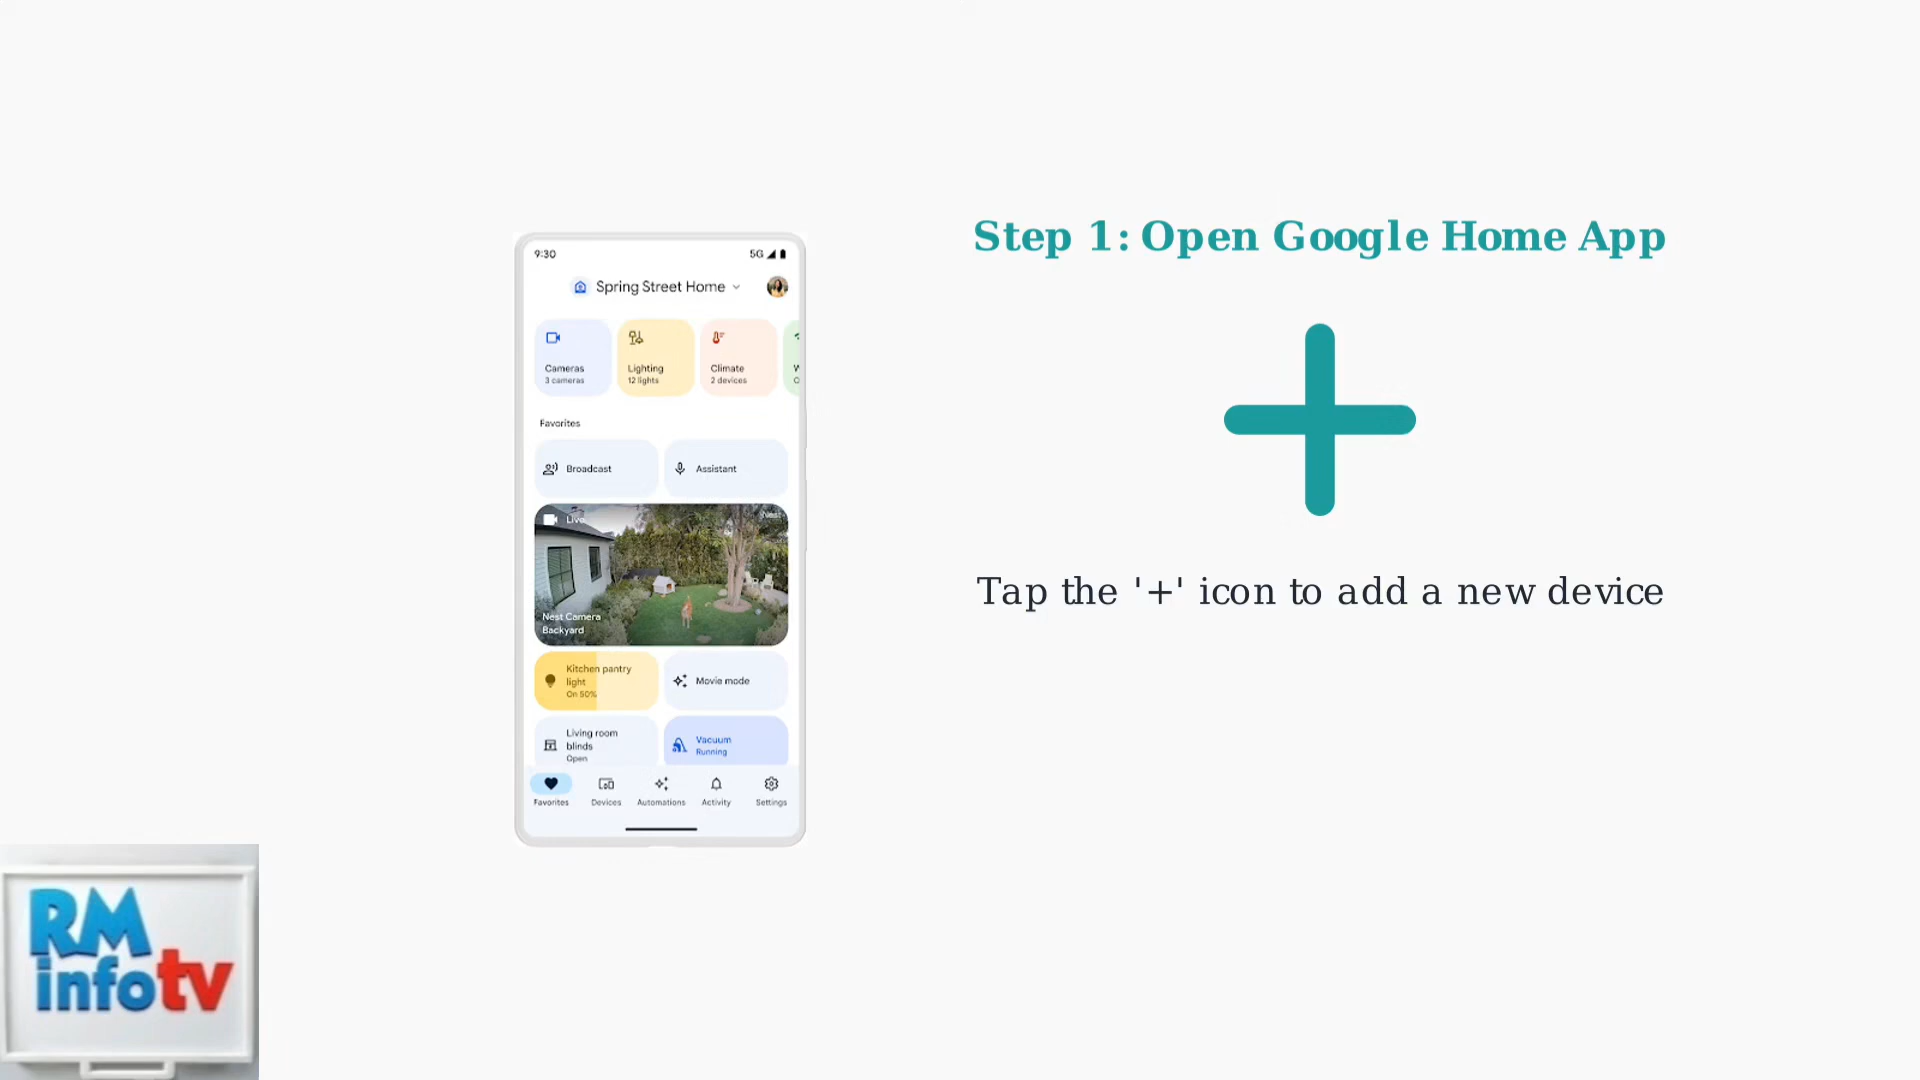 9:30
5G
Spring Street Home
Cameras
3 cameras
Lighting
12 lights
Climate
2 devices
Favorites
Broadcast
Assistant
Live
Nest
Nest Camera
Backyard
Kitchen pantry
light
On 50%
Movie mode
Living room
blinds
Open
Vacuum
Running
Favorites
Devices
Automations
Activity
Settings
Step 1: Open Google Home App
Tap the '+' icon to add a new device
RM
infotv